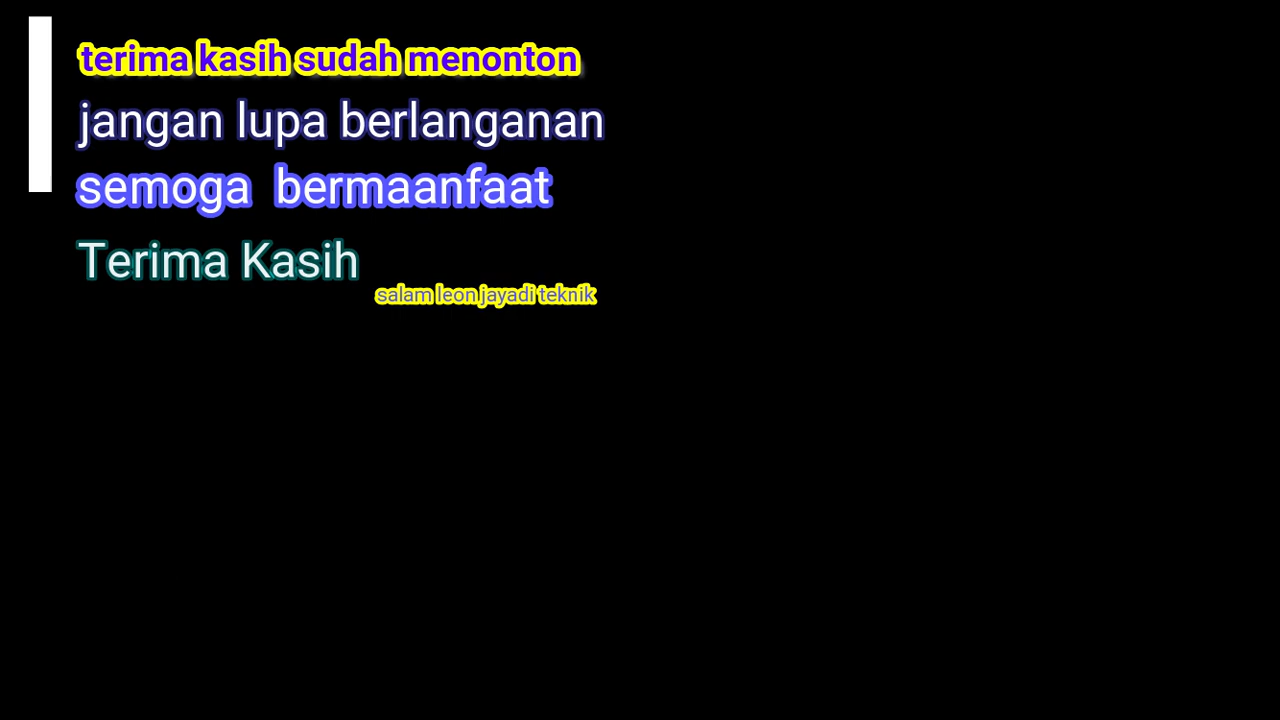 terima kasih sudah menonton
jangan lupa berlanganan
semoga  bermaanfaat
Terima Kasih
salam leon jayadi teknik